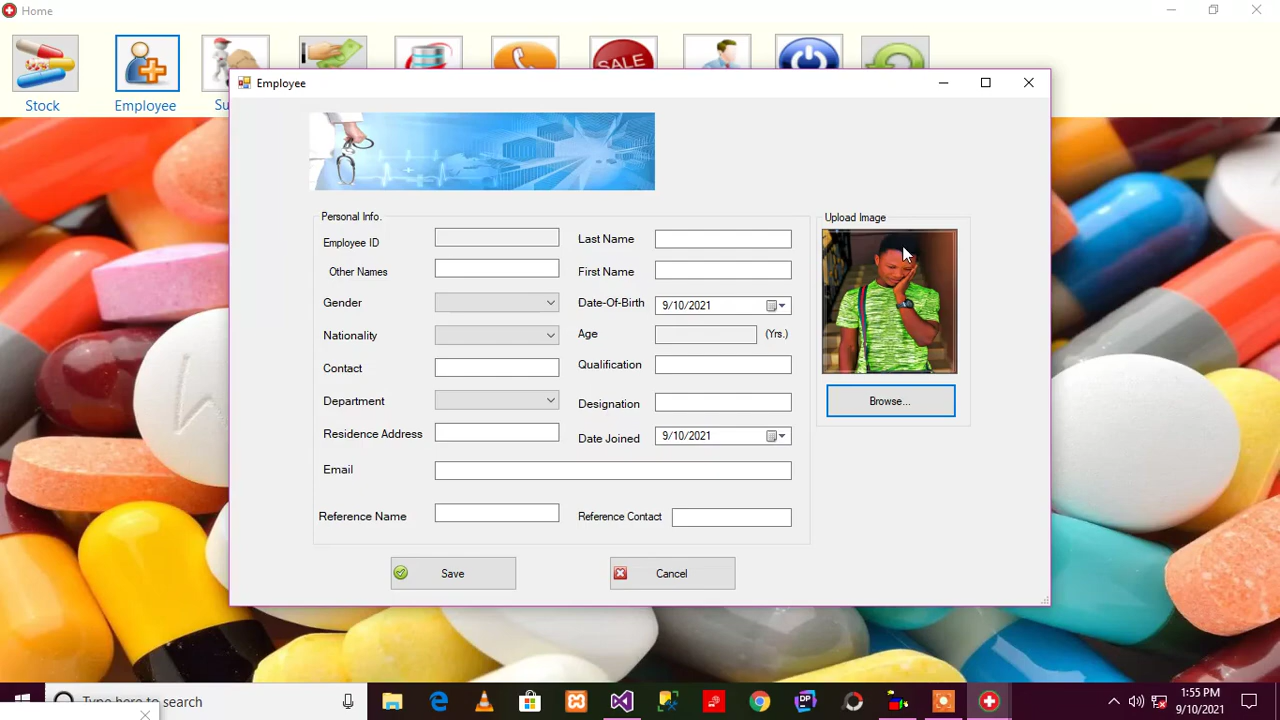 Home
SALE
Stock
Employee
Su
Employee
Personal Info.
Employee ID
Last Name
Other Names
First Name
Gender
Date-Of-Birth
9/10/2021
Nationality
Age
(Yrs.)
Contact
Qualification
Department
Designation
Residence Address
Date Joined
9/10/2021
Email
Reference Name
Reference Contact
Upload Image
Browse...
Save
Cancel
Type here to search
DP
1:55 PM
9/10/2021